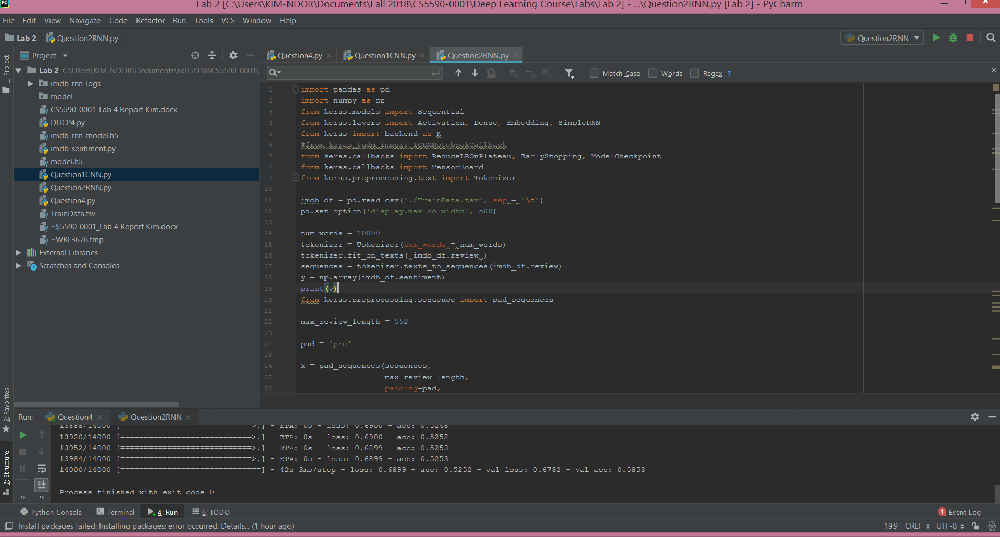 Lab 2 [C:\Users\KIM-NDOR\Documents\Fall 2018\CS5590-0001\Deep Learning Course\Labs\Lab 2] - ...\Question2RNN.py [Lab 2] - PyCharm
File Edit View Navigate Code Refactor Run Tools VCS Window Help
Lab 2 Question2RNN.py Question2RNN
1: Project
Project
Question4.py Question1CNN.py Question2RNN.py
Lab 2 C:\Users\KIM-NDOR\Documents\Fall 2018\CS5590-0001\
Match Case Words Regex ?
imdb_rnn_logs
model
CS5590-0001_Lab 4 Report Kim.docx
DLICP4.py
imdb_rnn_model.h5
imdb_sentiment.py
model.h5
Question1CNN.py
Question2RNN.py
Question4.py
TrainData.tsv
~$5590-0001_Lab 4 Report Kim.docx
~WRL3676.tmp
External Libraries
Scratches and Consoles
1 import pandas as pd
2 import numpy as np
3 from keras.models import Sequential
4 from keras.layers import Activation, Dense, Embedding, SimpleRNN
5 from keras import backend as K
6 #from keras_tqdm import TQDMNotebookCallback
7 from keras.callbacks import ReduceLROnPlateau, EarlyStopping, ModelCheckpoint
8 from keras.callbacks import TensorBoard
9 from keras.preprocessing.text import Tokenizer
10
11 imdb_df = pd.read_csv('./TrainData.tsv', sep = '\t')
12 pd.set_option('display.max_colwidth', 500)
13
14 num_words = 10000
15 tokenizer = Tokenizer(num_words = num_words)
16 tokenizer.fit_on_texts( imdb_df.review )
17 sequences = tokenizer.texts_to_sequences(imdb_df.review)
18 y = np.array(imdb_df.sentiment)
19 print(y)
20 from keras.preprocessing.sequence import pad_sequences
21
22 max_review_length = 552
23
24 pad = 'pre'
25
26 X = pad_sequences(sequences,
27 max_review_length,
28 padding=pad,
2: Favorites
7: Structure
Run: Question4 Question2RNN
13888/14000 [============================>.] - ETA: 0s - loss: 0.6900 - acc: 0.5248
13920/14000 [============================>.] - ETA: 0s - loss: 0.6900 - acc: 0.5252
13952/14000 [============================>.] - ETA: 0s - loss: 0.6899 - acc: 0.5253
13984/14000 [============================>.] - ETA: 0s - loss: 0.6899 - acc: 0.5253
14000/14000 [==============================] - 42s 3ms/step - loss: 0.6899 - acc: 0.5252 - val_loss: 0.6782 - val_acc: 0.5853
Process finished with exit code 0
Python Console Terminal 4: Run 6: TODO 1 Event Log
Install packages failed: Installing packages: error occurred. Details... (1 hour ago) 19:9 CRLF UTF-8